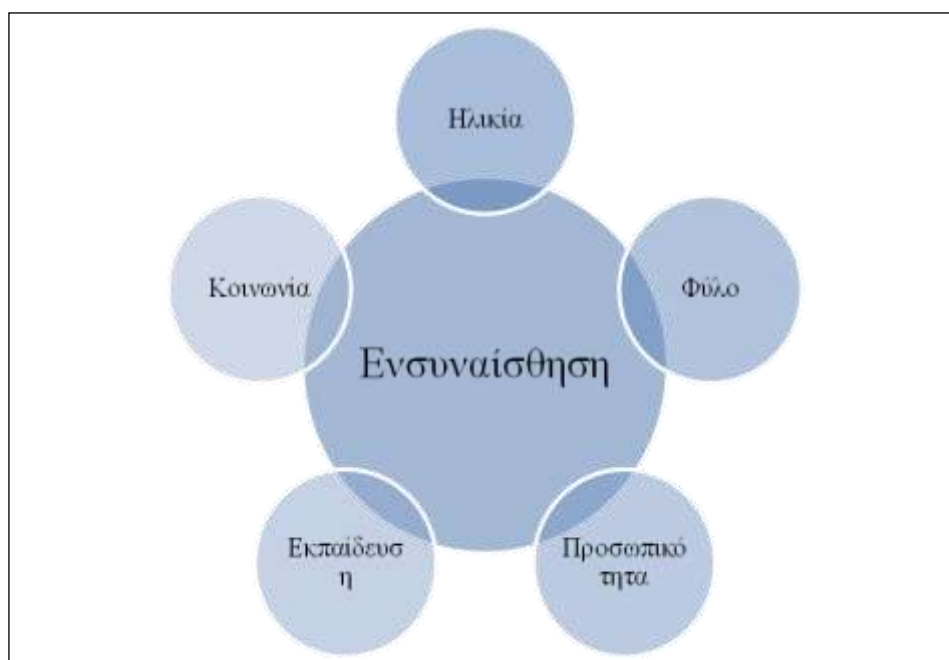 Ηλικία
Κοινωνία
Φύλο
Ενσυναίσθηση
Εκπαίδευσ
η
Προσωπικό
τητα